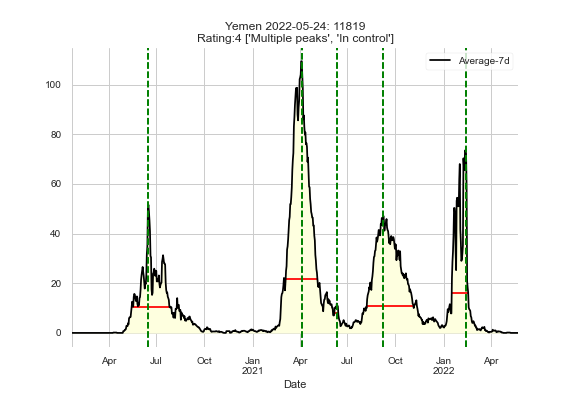 Yemen 2022-05-24: 11819
Rating:4 ['Multiple peaks', 'In control']
Average-7d
100
80
60
40
20
0
Apr Jul Oct Jan Apr Jul Oct Jan Apr
2021 2022
Date